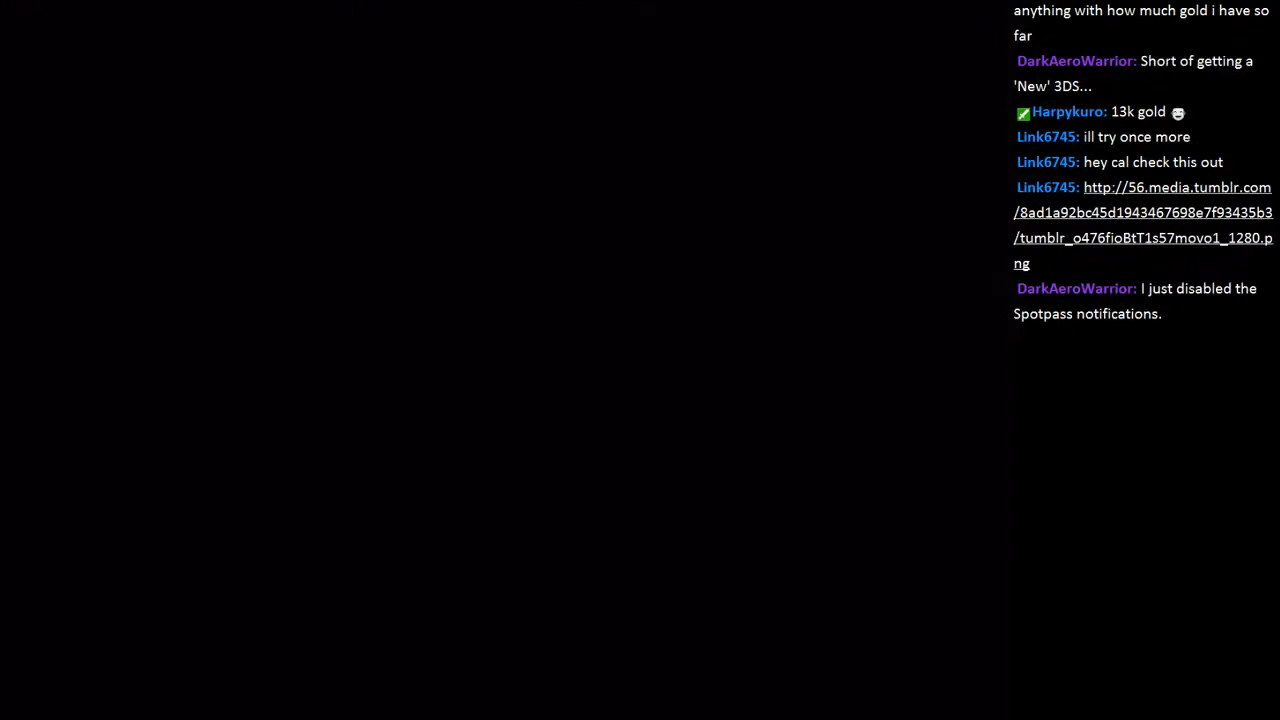 anything with how much gold i have so
far
DarkAeroWarrior: Short of getting a
'New' 3DS...
Harpykuro: 13k gold
Link6745: ill try once more
Link6745: hey cal check this out
Link6745: http://56.media.tumblr.com
/8ad1a92bc45d1943467698e7f93435b3
/tumblr_o476fioBtT1s57movo1_1280.p
ng
DarkAeroWarrior: I just disabled the
Spotpass notifications.